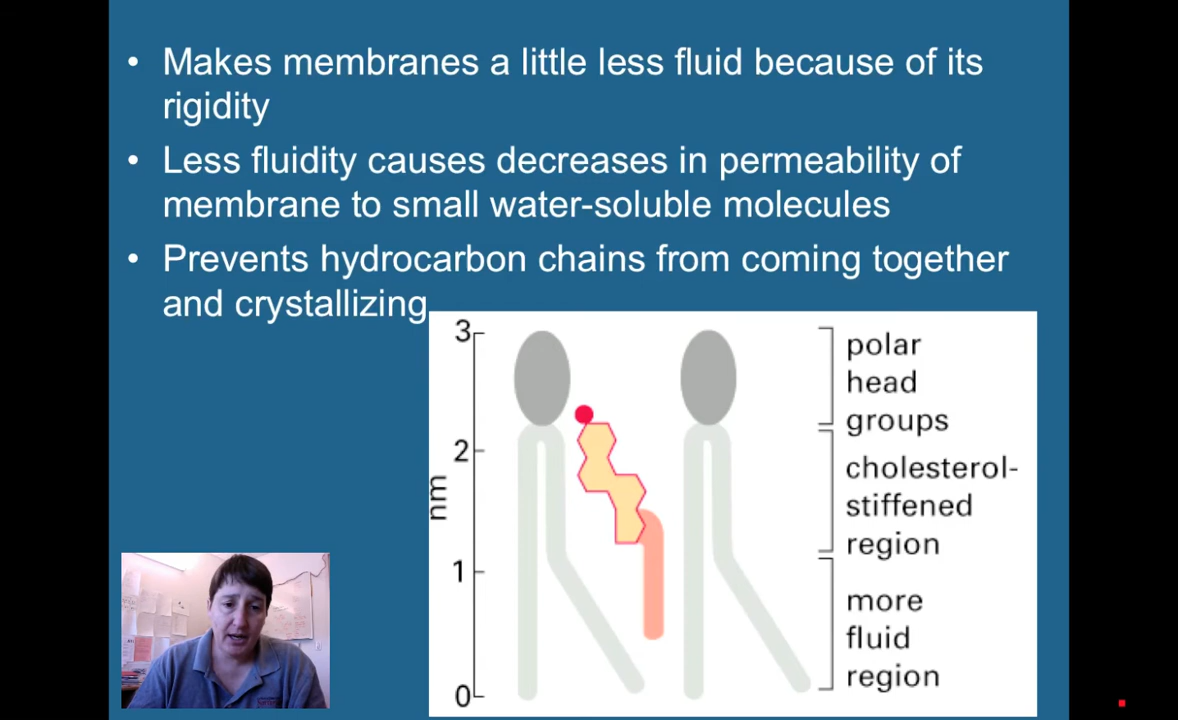 • Makes membranes a little less fluid because of its
rigidity
• Less fluidity causes decreases in permeability of
membrane to small water-soluble molecules
• Prevents hydrocarbon chains from coming together
and crystallizing
3
2
nm
1
0
polar
head
groups
cholesterol-
stiffened
region
more
fluid
region